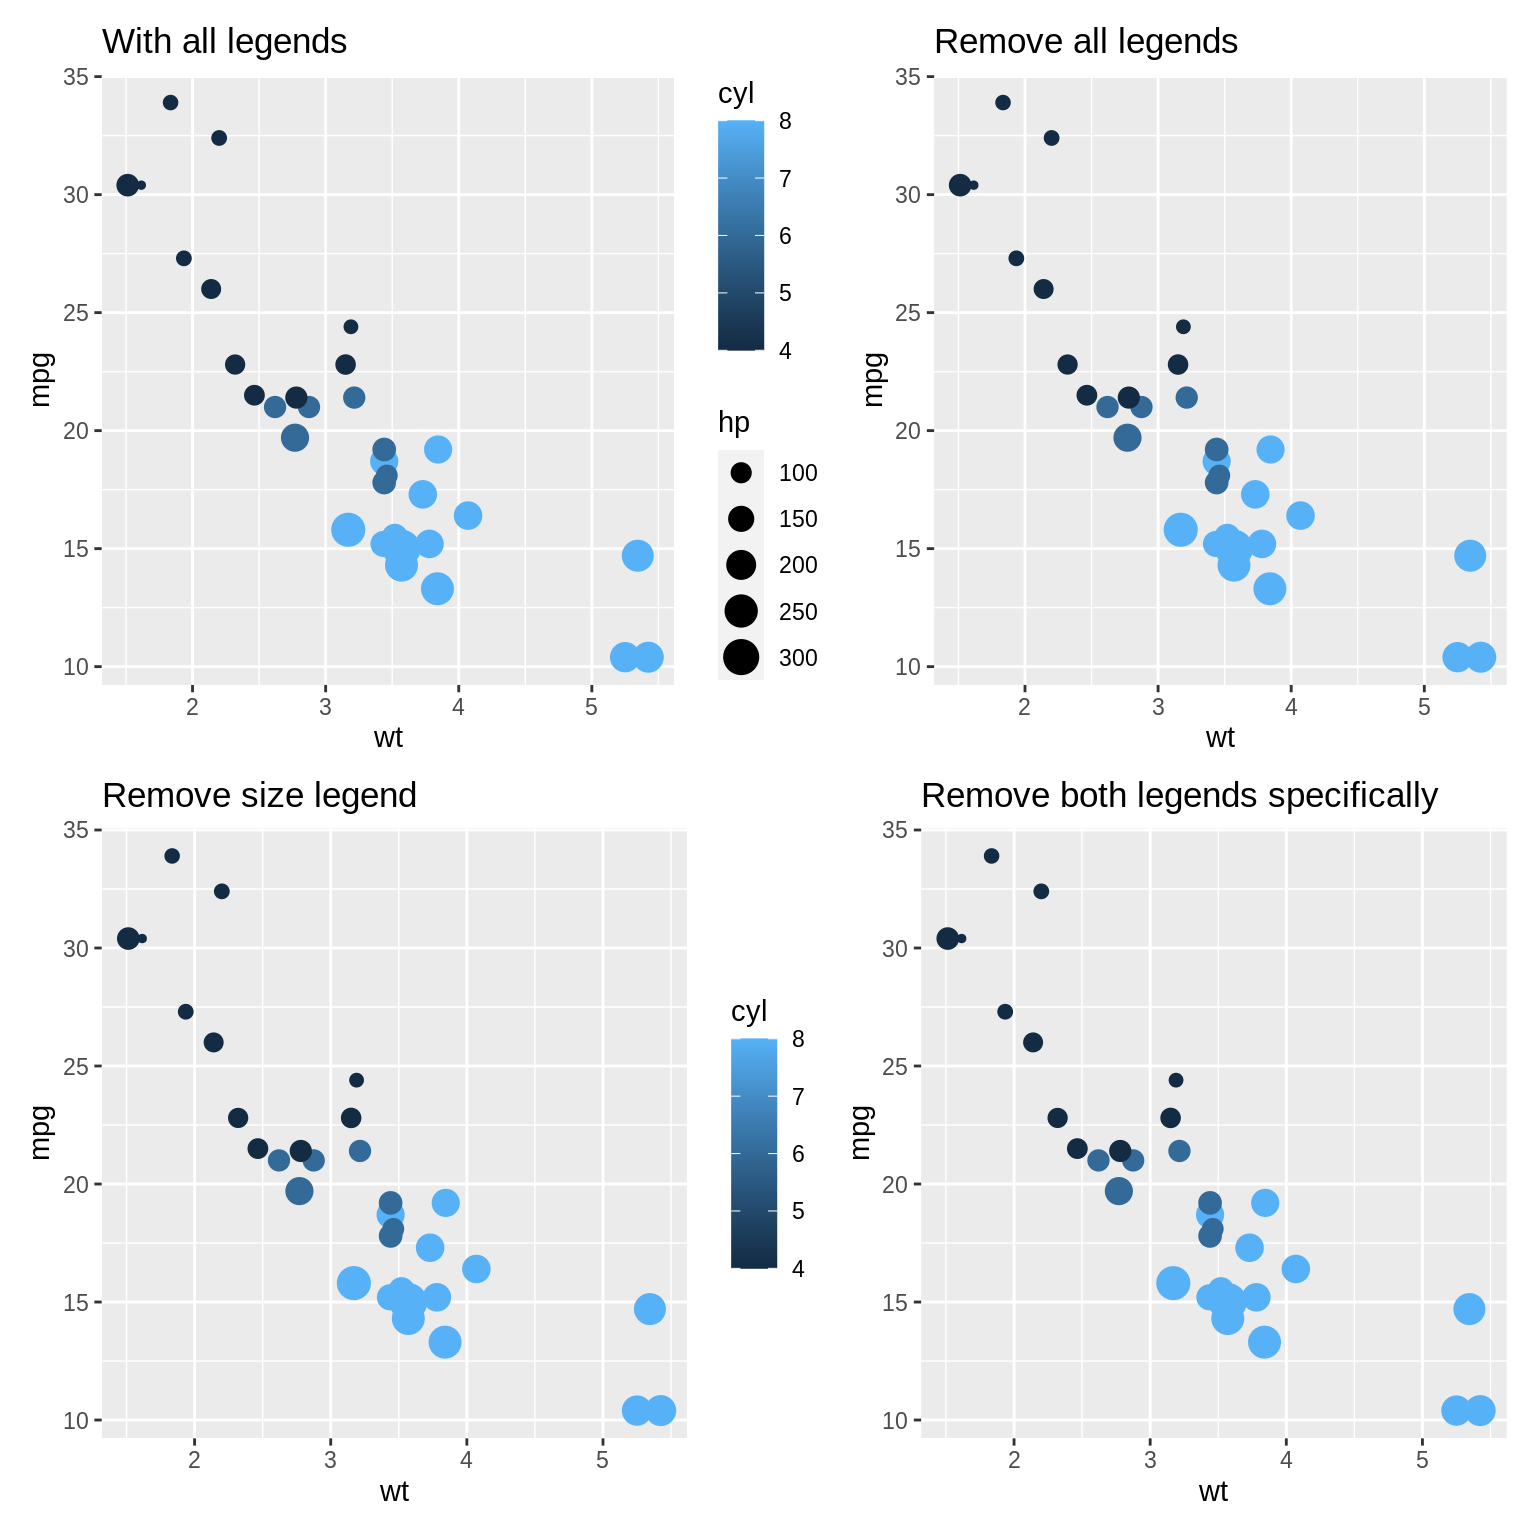 With all legends
35
30
25
20
15
10
mpg
2 3 4 5
wt
cyl
8
7
6
5
4
hp
100
150
200
250
300
Remove all legends
35
30
25
20
15
10
mpg
2 3 4 5
wt
Remove size legend
35
30
25
20
15
10
mpg
2 3 4 5
wt
cyl
8
7
6
5
4
Remove both legends specifically
35
30
25
20
15
10
mpg
2 3 4 5
wt